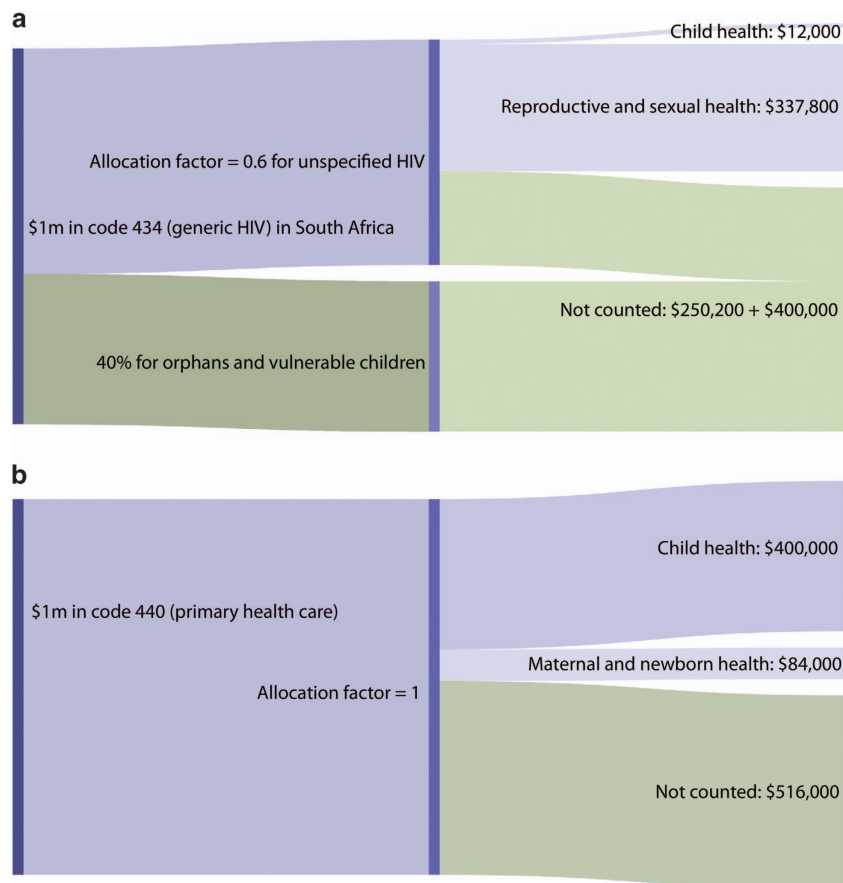 a
Child health: $12,000
Reproductive and sexual health: $337,800
Allocation factor = 0.6 for unspecified HIV
$1m in code 434 (generic HIV) in South Africa
Not counted: $250,200 + $400,000
40% for orphans and vulnerable children
b
Child health: $400,000
$1m in code 440 (primary health care)
Maternal and newborn health: $84,000
Allocation factor = 1
Not counted: $516,000